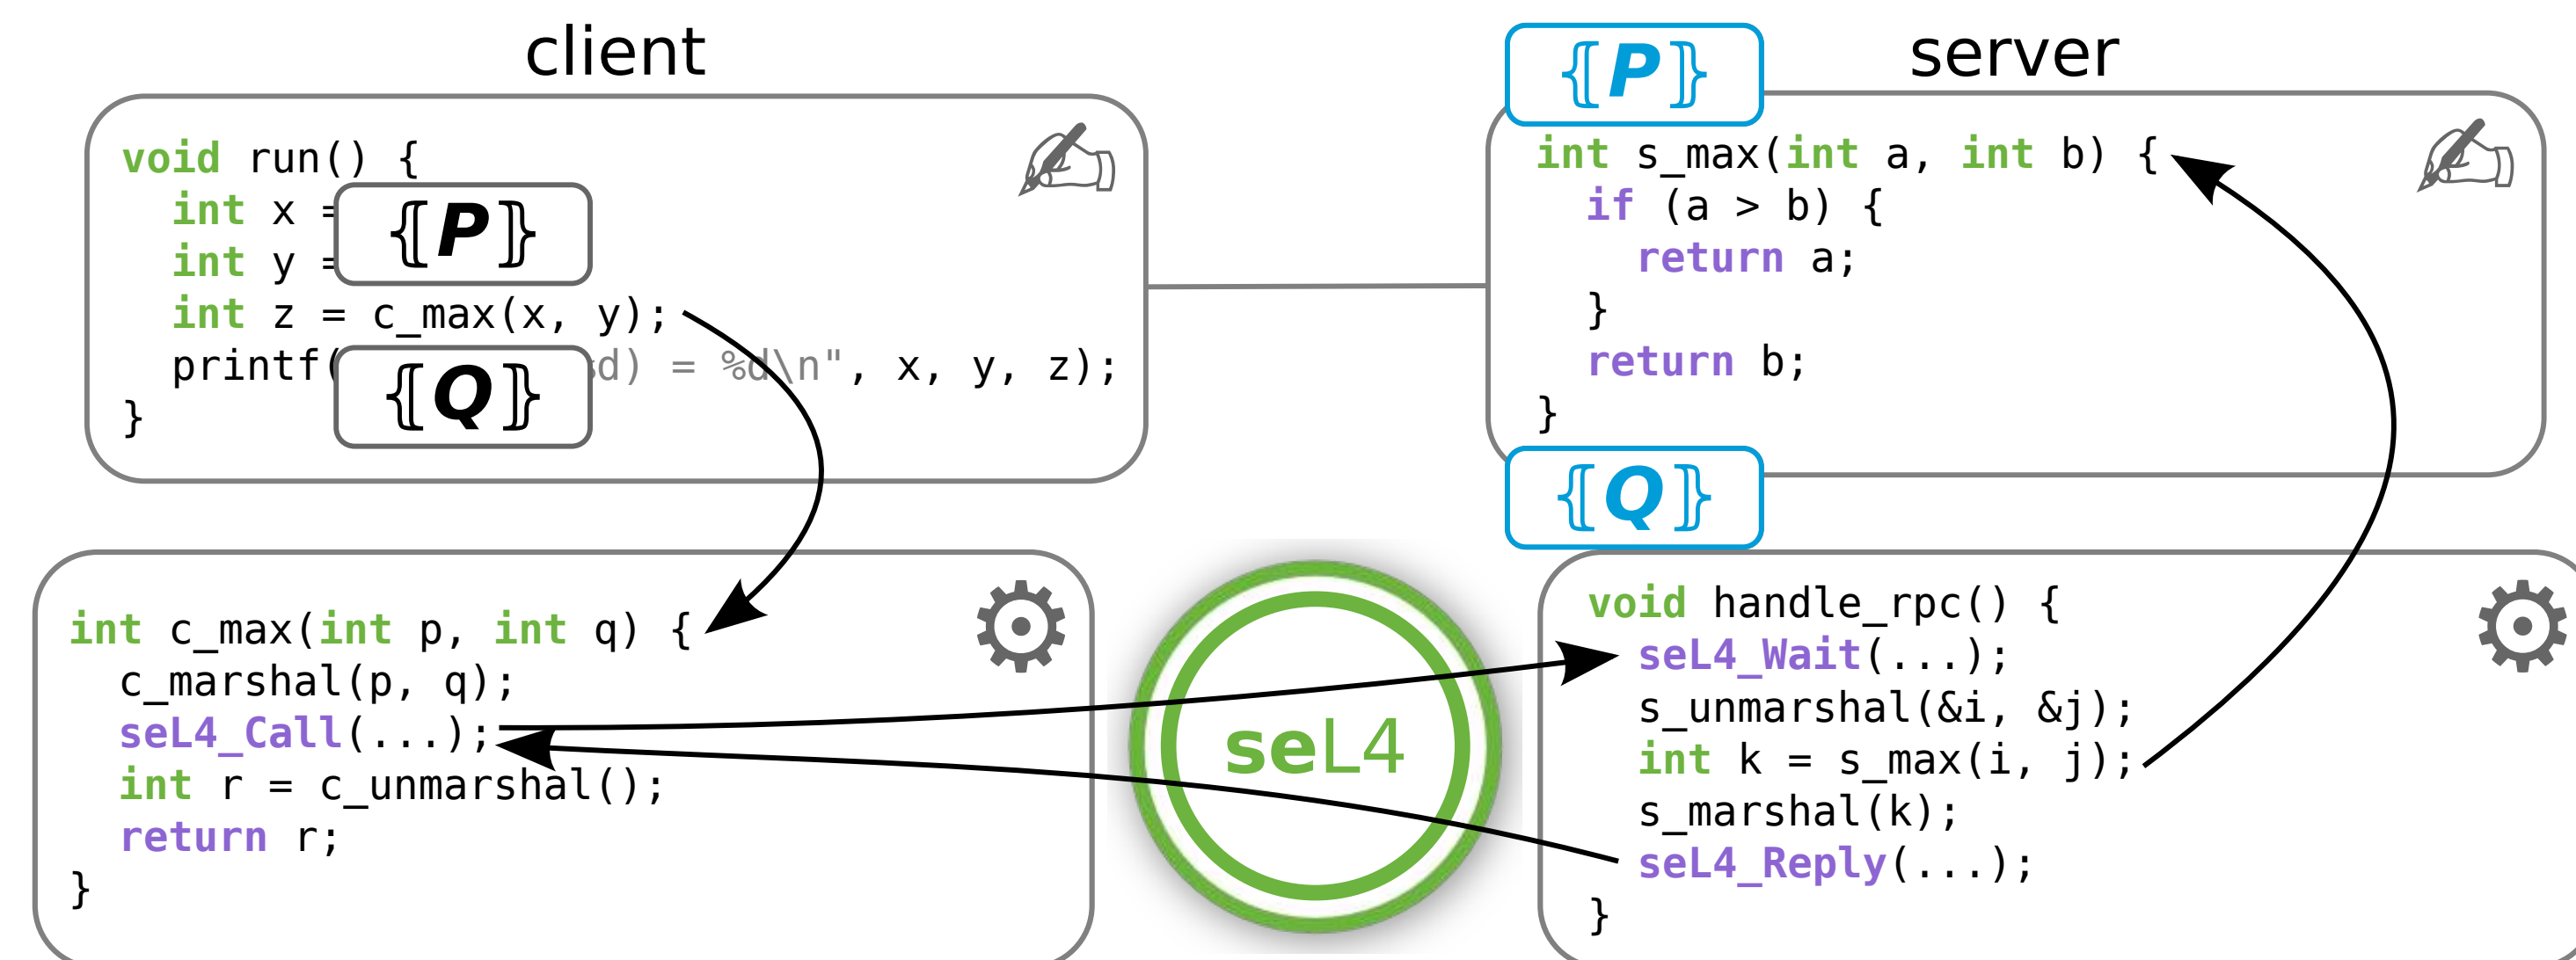 client
void run() {
{[P]}
int x =
int y =
int z = c_max(x, y);
printf( d) = %d\n", x, y, z);
{[Q]}
}
server
{[P]}
int s_max(int a, int b) {
if (a > b) {
return a;
}
return b;
}
{[Q]}
int c_max(int p, int q) {
c_marshal(p, q);
seL4_Call(...);
int r = c_unmarshal();
return r;
}
seL4
void handle_rpc() {
seL4_Wait(...);
s_unmarshal(&i, &j);
int k = s_max(i, j);
s_marshal(k);
seL4_Reply(...);
}